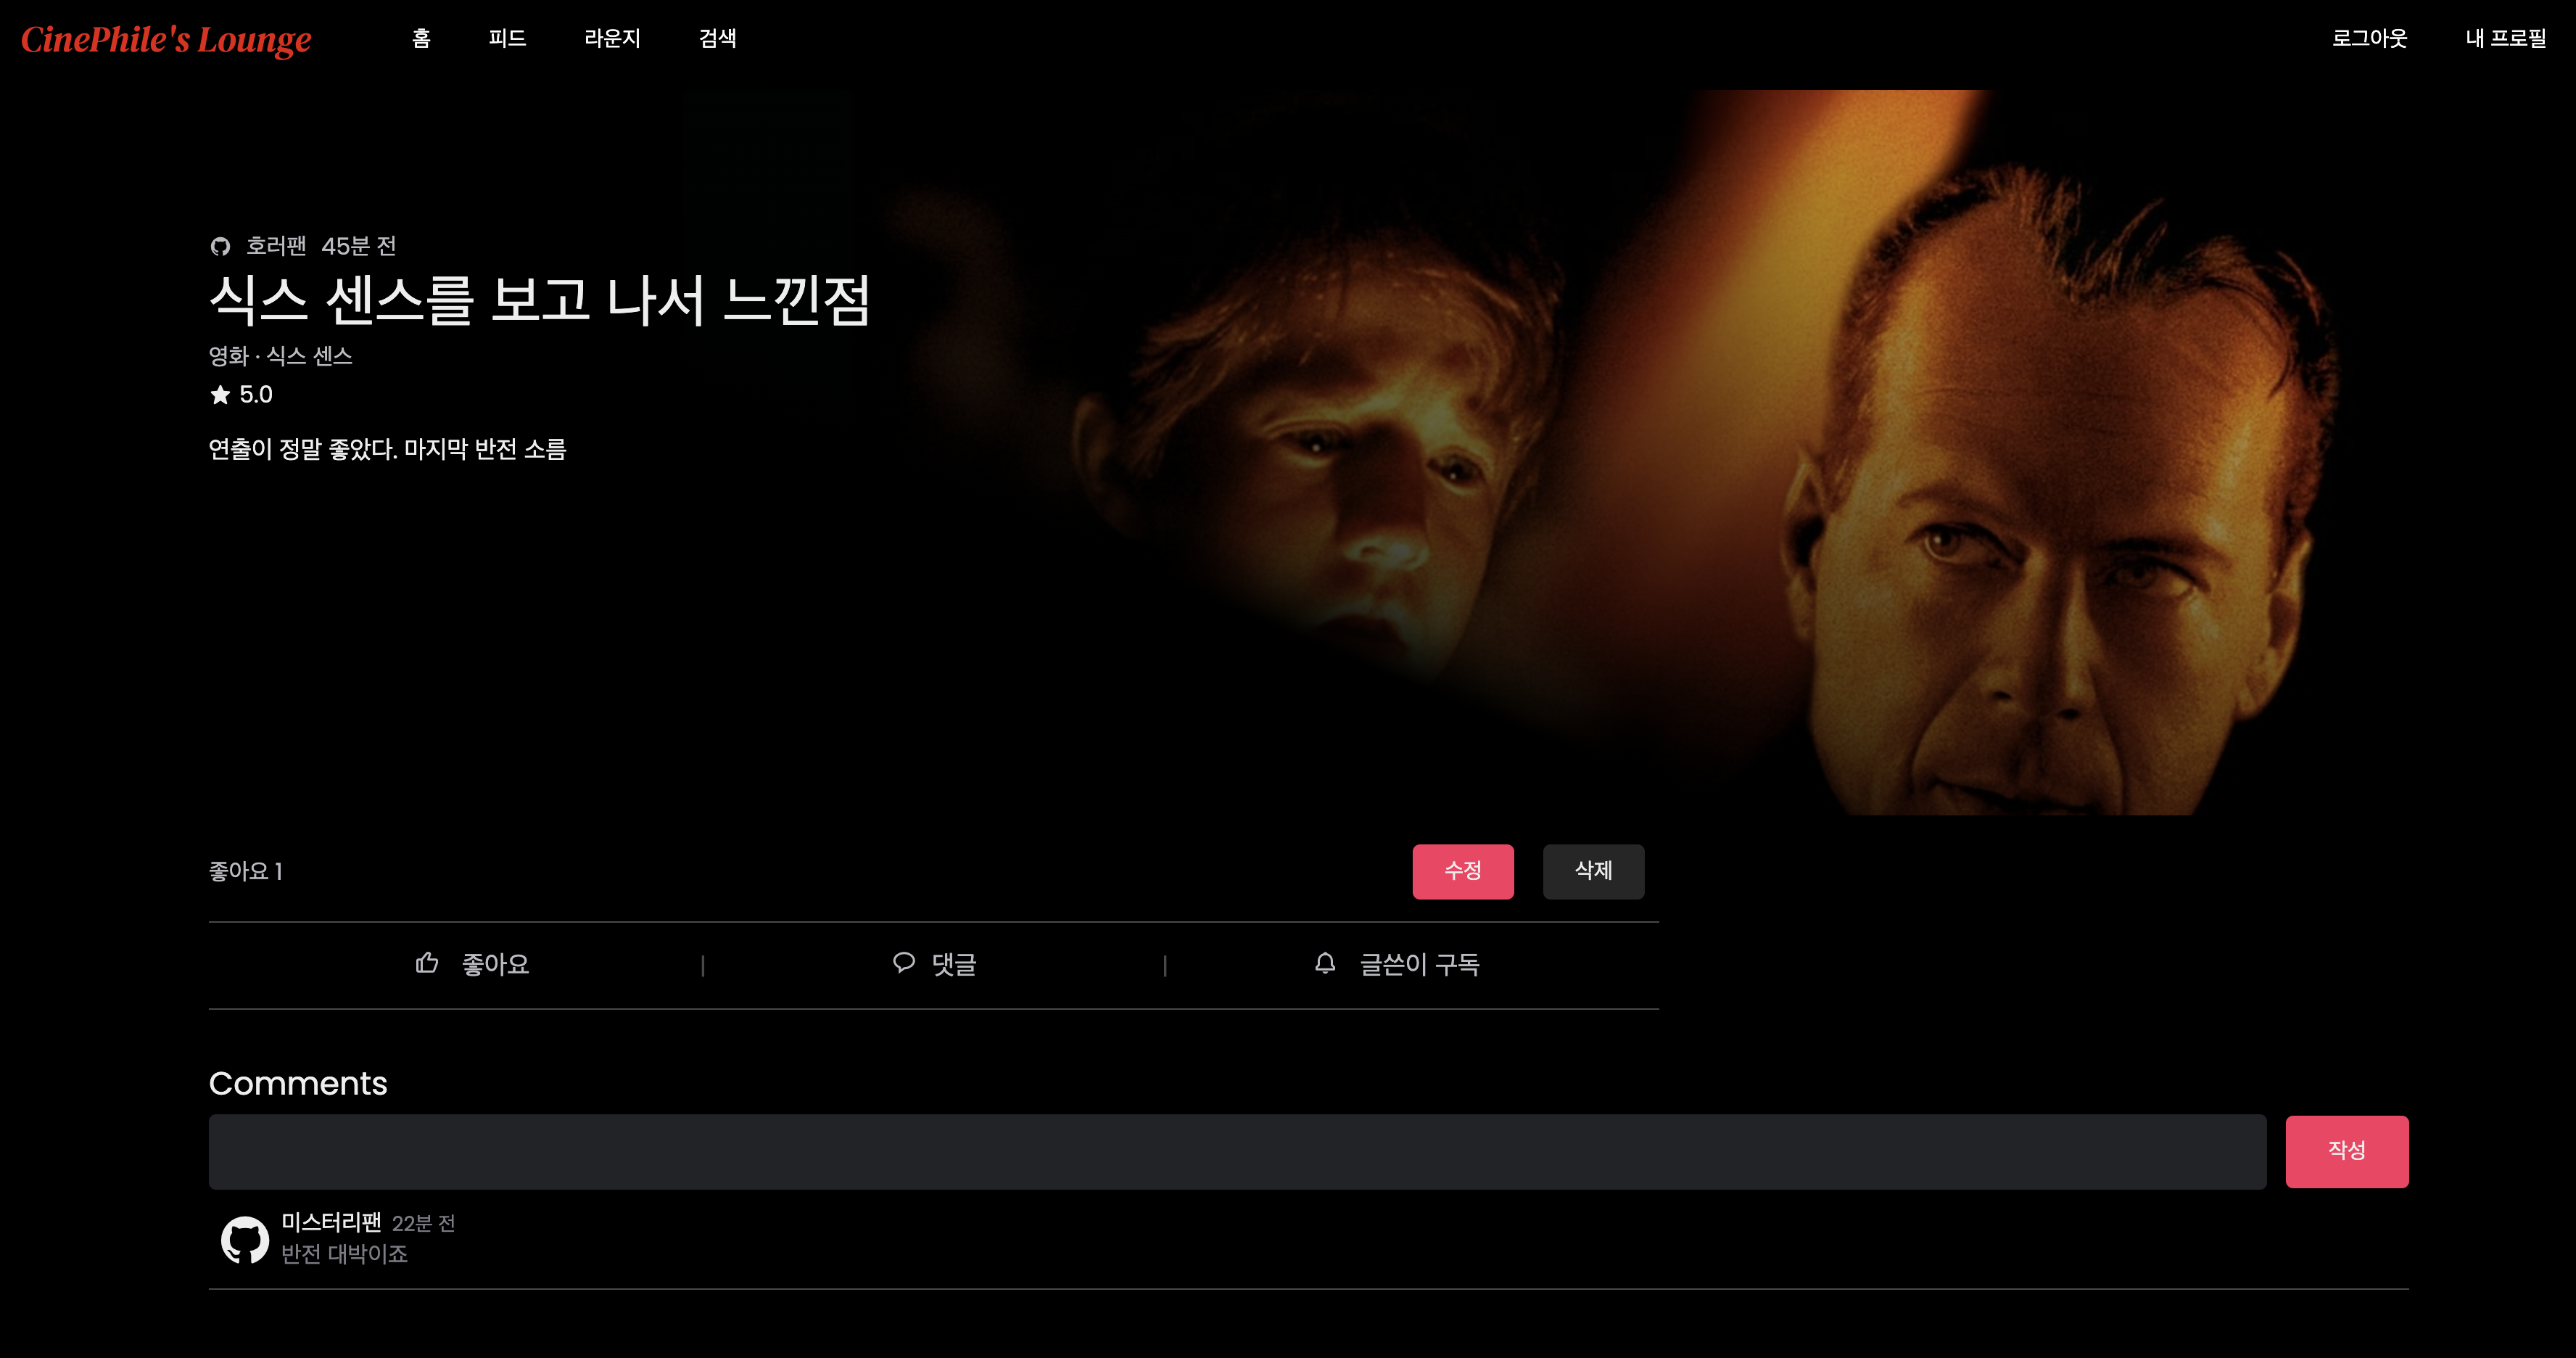 CinePhile's Lounge 홈 피드 라운지 검색 로그아웃 내 프로필
호러팬 45분 전
식스 센스를 보고 나서 느낀점
영화 · 식스 센스
5.0
연출이 정말 좋았다. 마지막 반전 소름
좋아요 1 수정 삭제
좋아요 | 댓글 | 글쓴이 구독
Comments
작성
미스터리팬 22분 전
반전 대박이죠